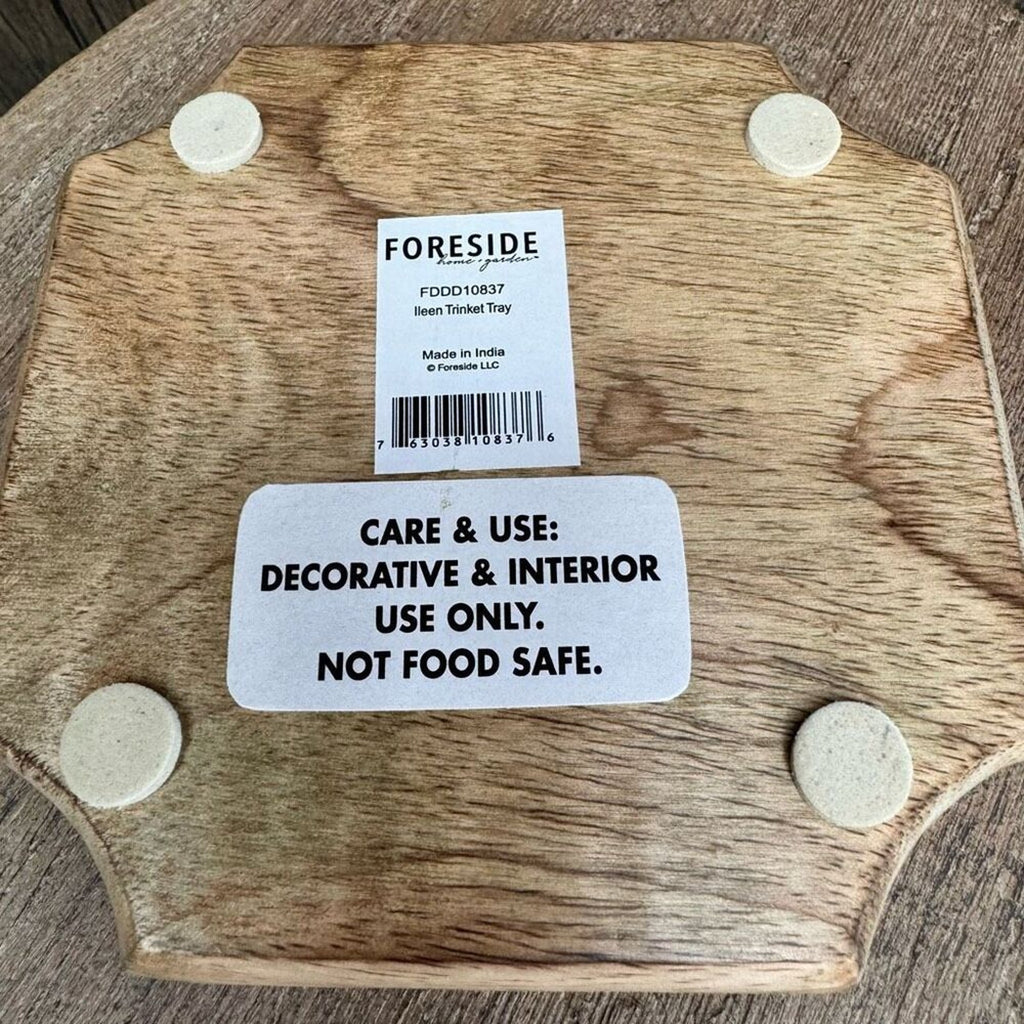 FORESIDE
home + garden™
FDDD10837
Ileen Trinket Tray
Made in India
© Foreside LLC
7 63038 10837 6
CARE & USE:
DECORATIVE & INTERIOR
USE ONLY.
NOT FOOD SAFE.